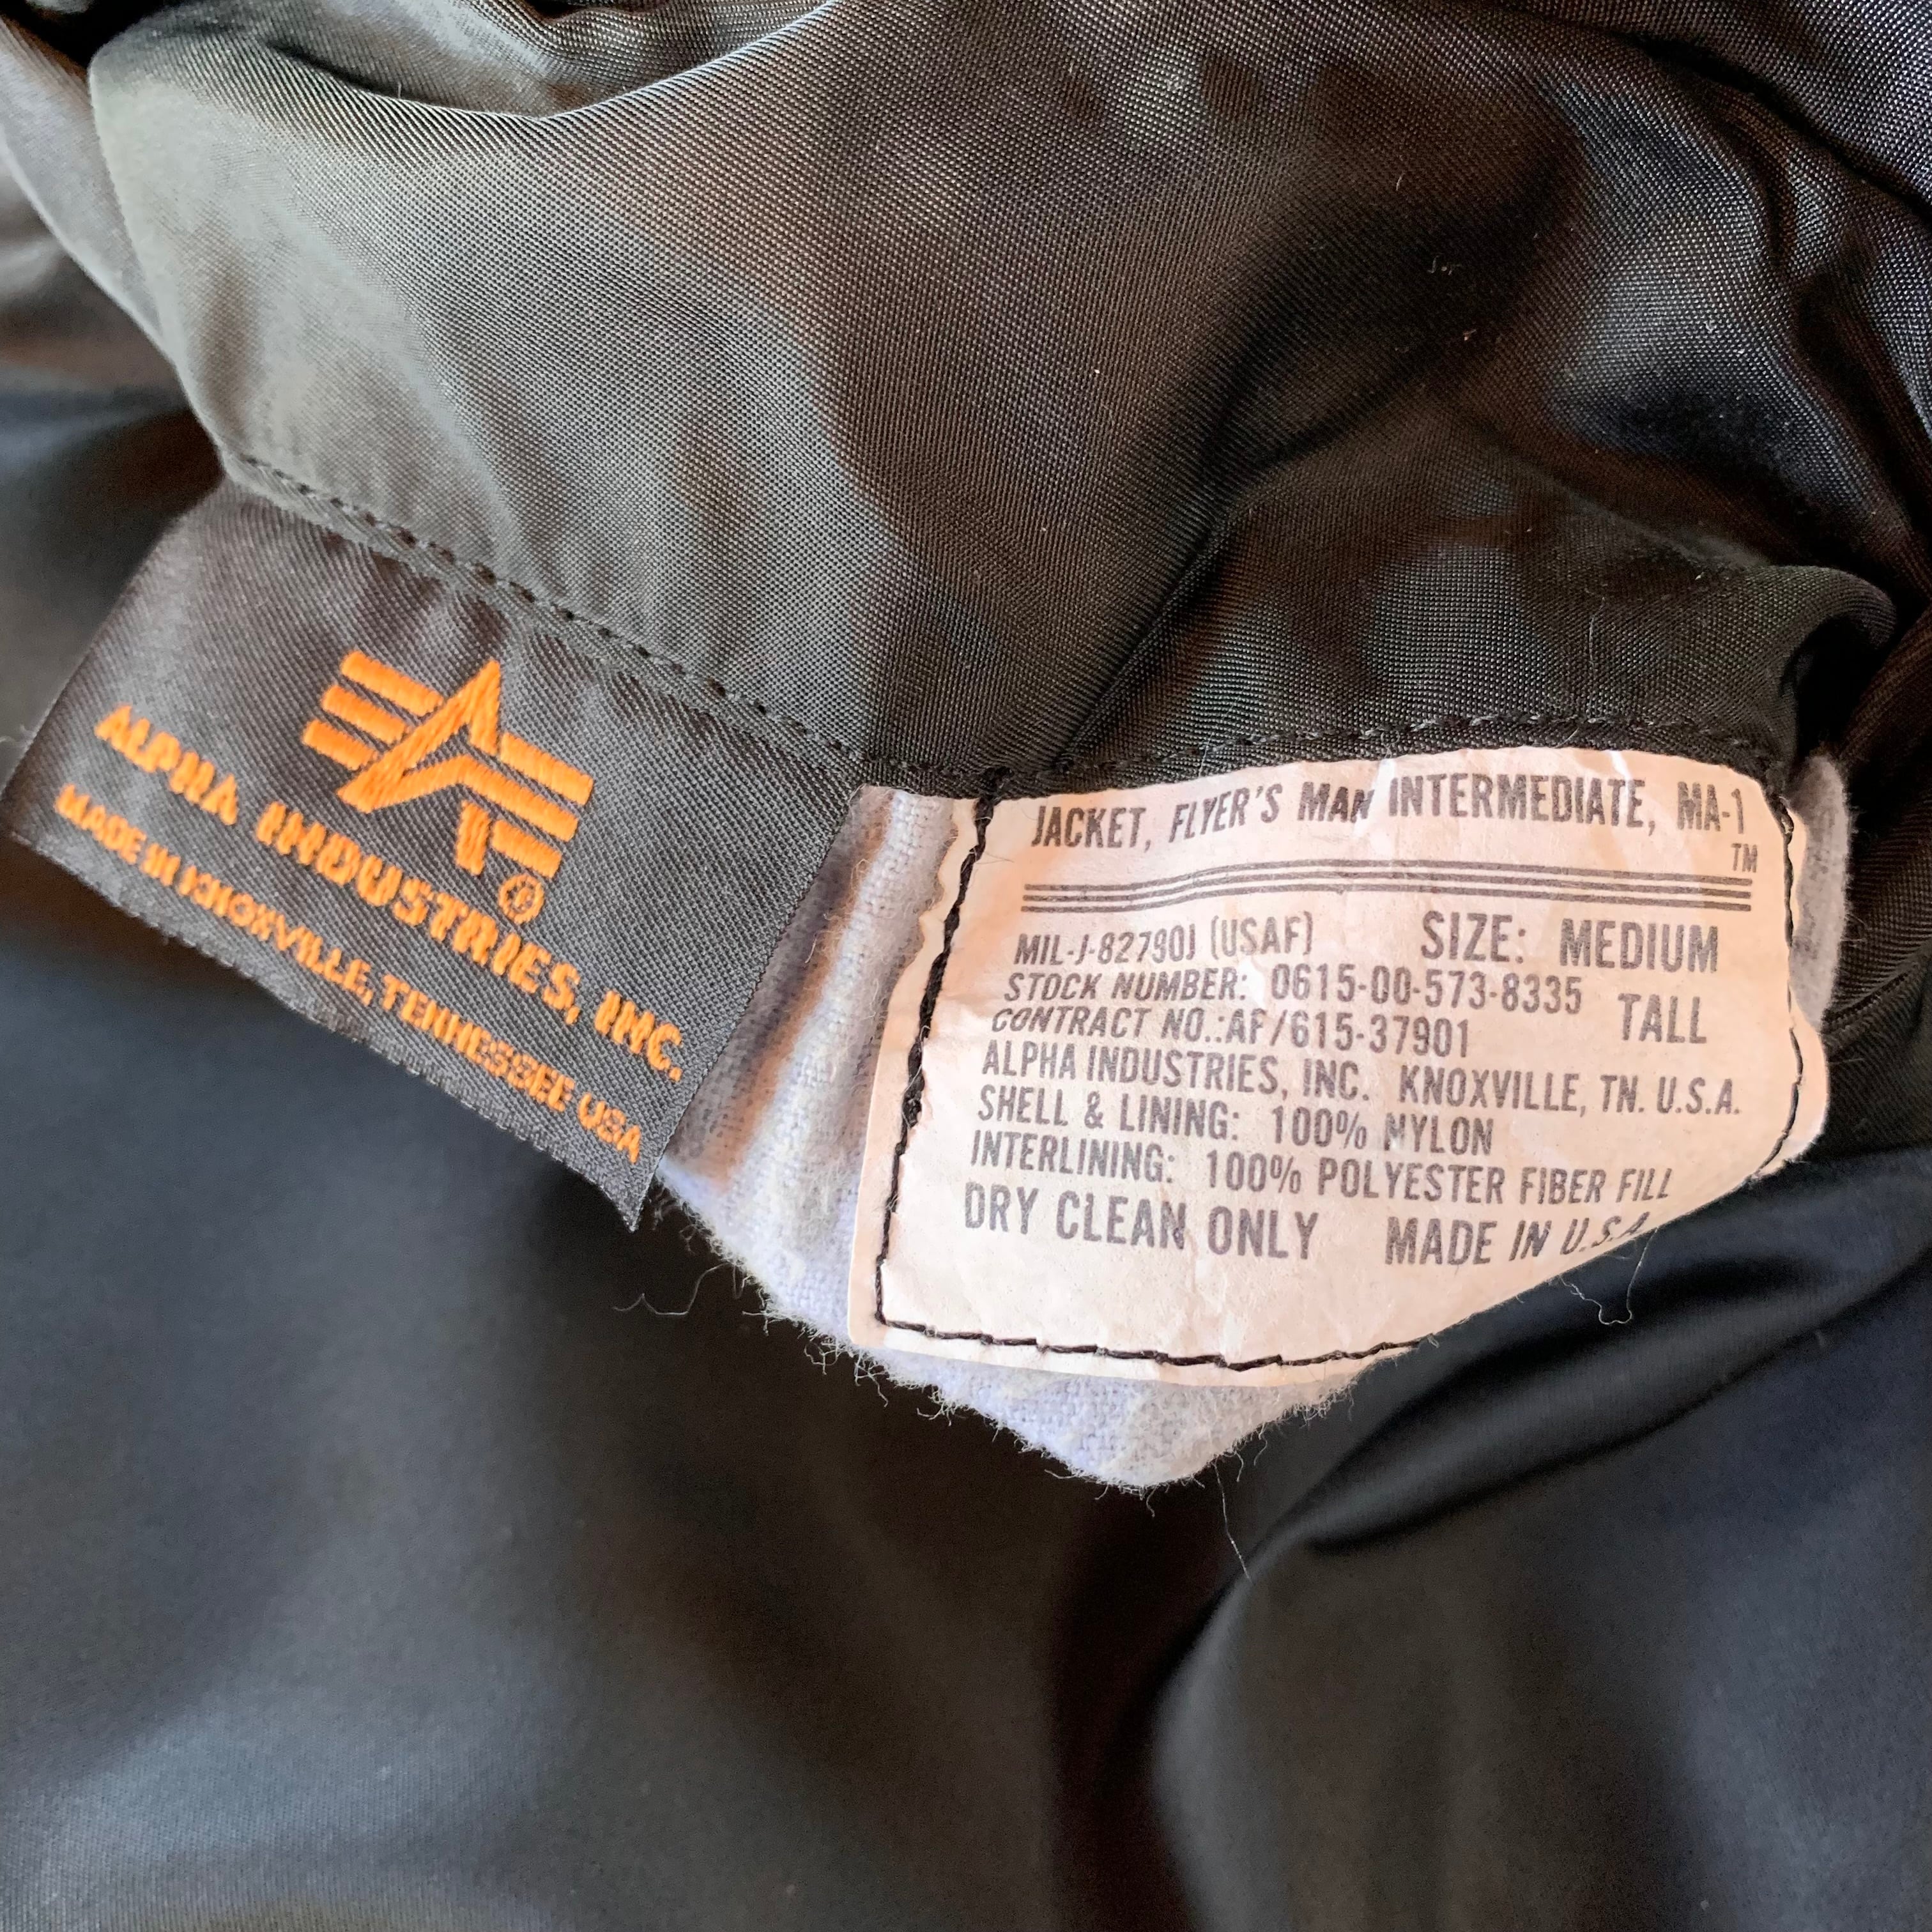 ALPHA INDUSTRIES, INC.
MADE IN KNOXVILLE, TENNESSEE USA
JACKET, FLYER'S MAN INTERMEDIATE, MA-1
TM
MIL-J-82790J (USAF) SIZE: MEDIUM
STOCK NUMBER: 0615-00-573-8335 TALL
CONTRACT NO.:AF/615-37901
ALPHA INDUSTRIES, INC. KNOXVILLE, TN. U.S.A.
SHELL & LINING: 100% NYLON
INTERLINING: 100% POLYESTER FIBER FILL
DRY CLEAN ONLY MADE IN U.S.A.